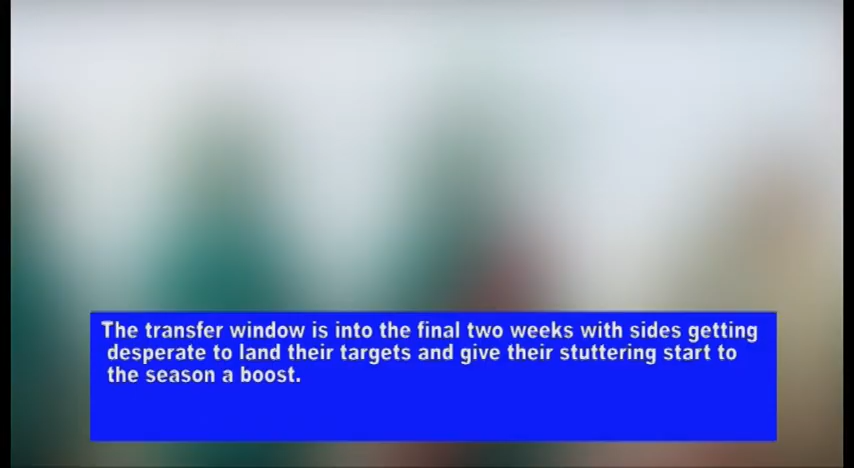 The transfer window is into the final two weeks with sides getting
desperate to land their targets and give their stuttering start to
the season a boost.